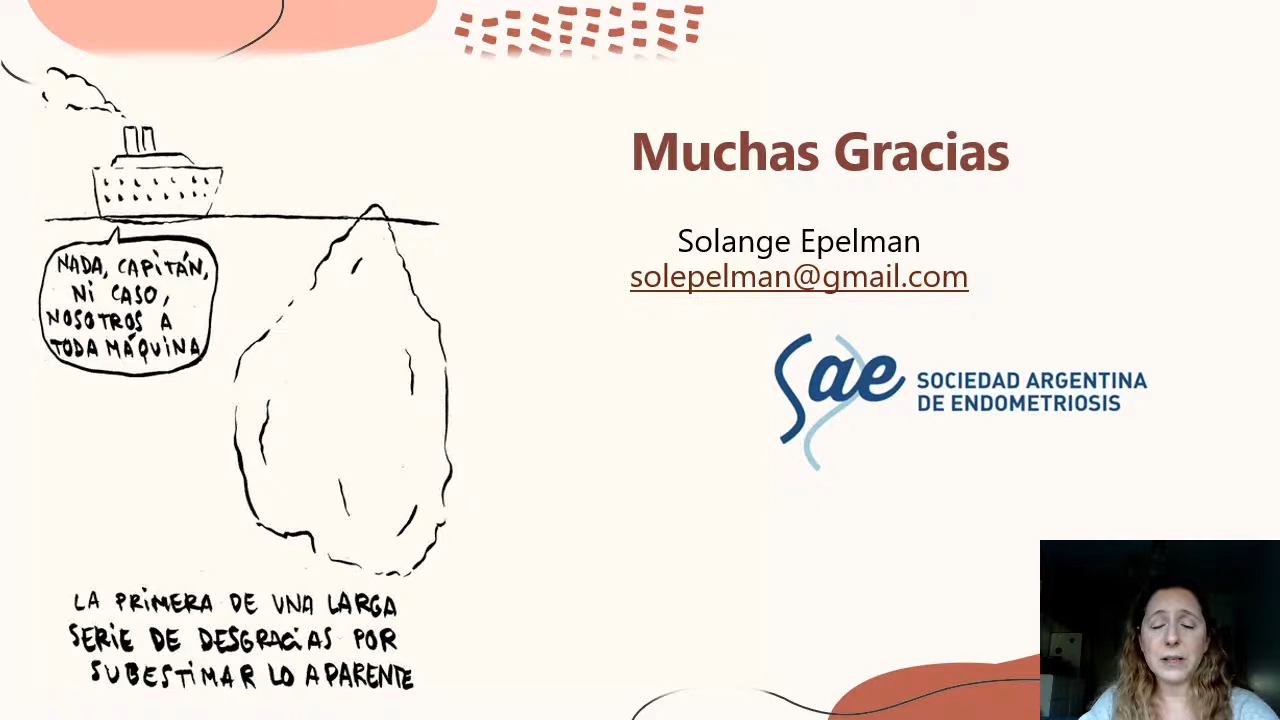 Muchas Gracias
Solange Epelman
solepelman@gmail.com
sae SOCIEDAD ARGENTINA
DE ENDOMETRIOSIS
NADA, CAPITÁN,
Ni CASO,
NOSOTROS A
TODA MÁQUiNA
LA PRiMERA DE UNA LARGA
SERiE DE DESGRACiAS POR
SUBESTiMAR LO APARENTE